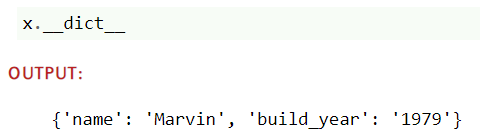 x.__dict__
OUTPUT:
{'name': 'Marvin', 'build_year': '1979'}